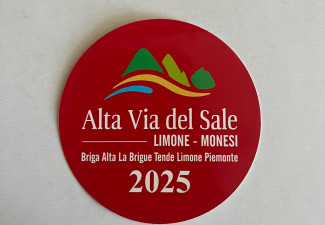 Alta Via del Sale
LIMONE - MONESI
Briga Alta La Brigue Tende Limone Piemonte
2025